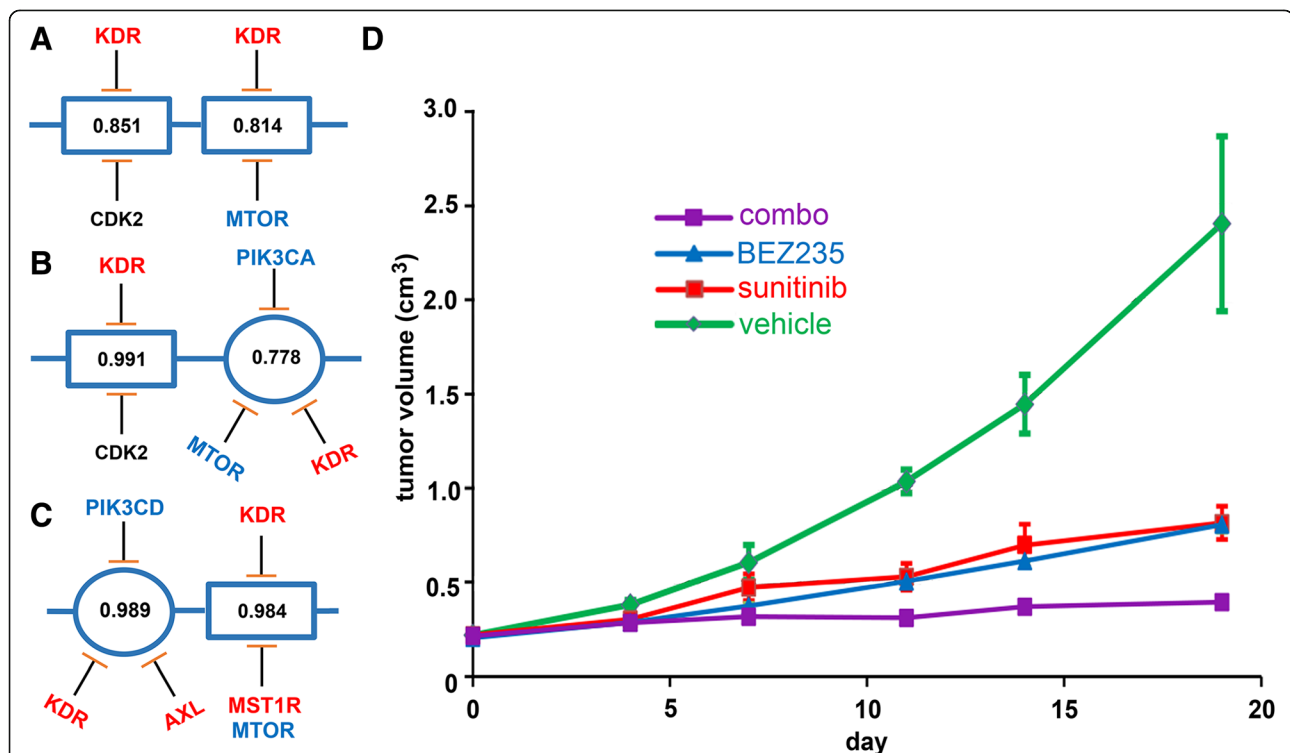 A
KDR
KDR
0.851
0.814
CDK2
MTOR
B
KDR
PIK3CA
0.991
0.778
CDK2
MTOR
KDR
C
PIK3CD
KDR
0.989
0.984
KDR
AXL
MST1R
MTOR
D
tumor volume (cm³)
3.0
2.5
2.0
1.5
1.0
0.5
0
combo
BEZ235
sunitinib
vehicle
0
5
10
15
20
day